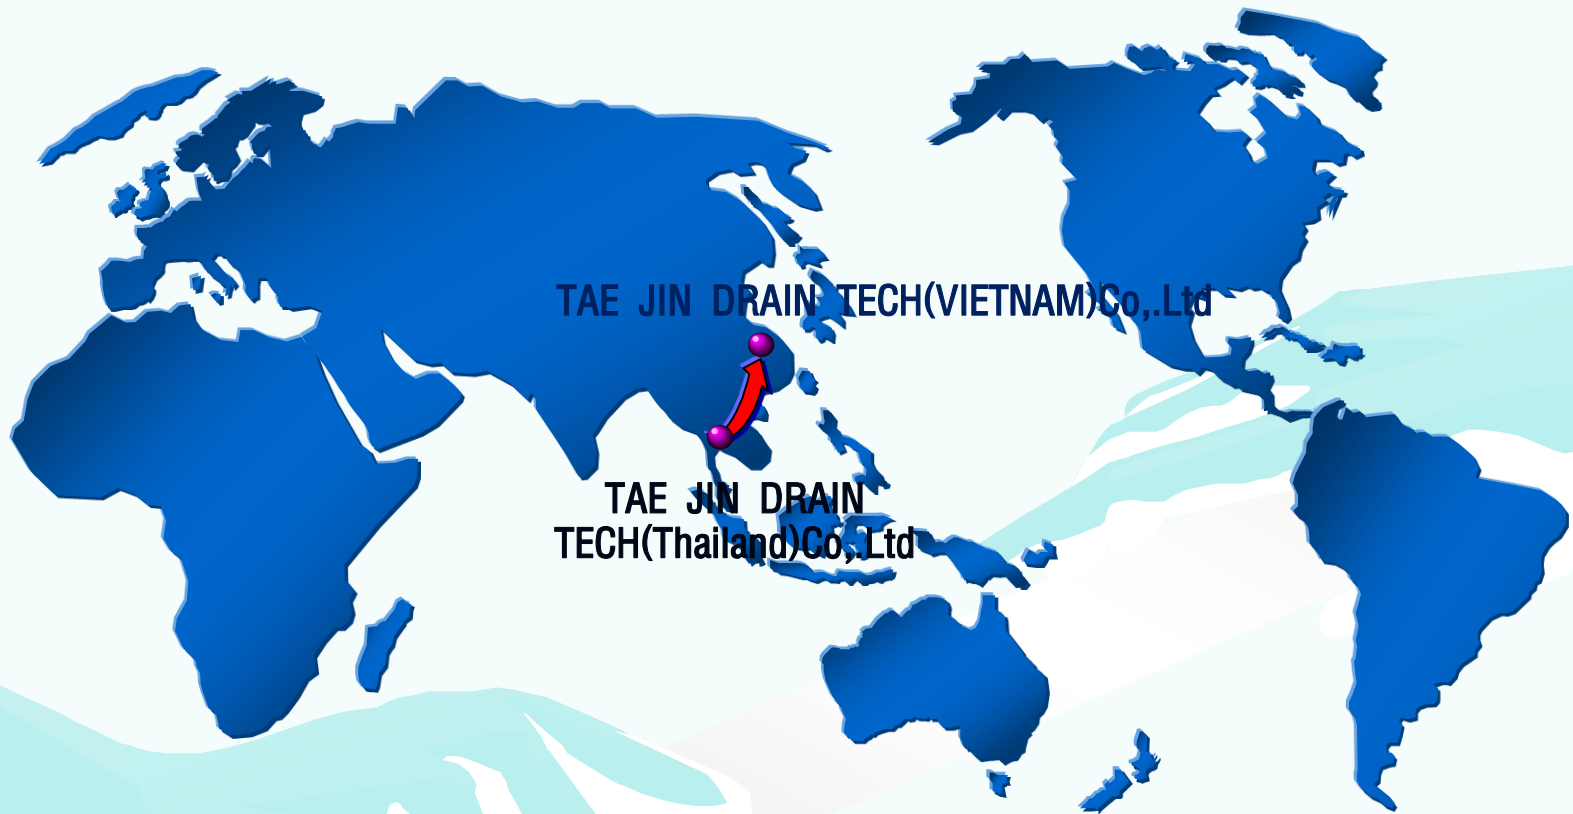 TAE JIN DRAIN TECH(VIETNAM)Co,.Ltd
TAE JIN DRAIN
TECH(Thailand)Co,.Ltd